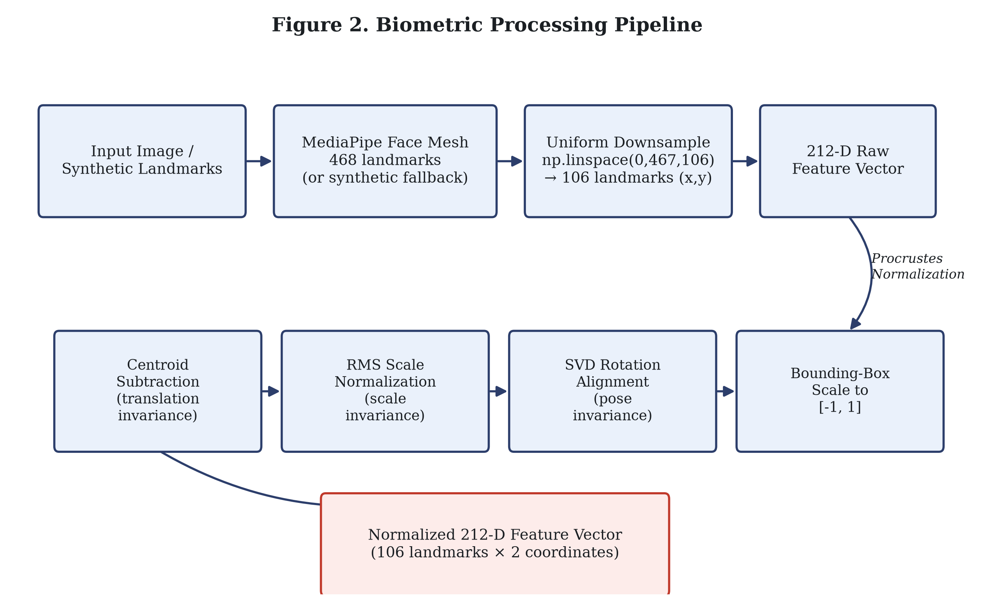 Figure 2. Biometric Processing Pipeline
Input Image /
Synthetic Landmarks
MediaPipe Face Mesh
468 landmarks
(or synthetic fallback)
Uniform Downsample
np.linspace(0,467,106)
→ 106 landmarks (x,y)
212-D Raw
Feature Vector
Procrustes
Normalization
Centroid
Subtraction
(translation
invariance)
RMS Scale
Normalization
(scale
invariance)
SVD Rotation
Alignment
(pose
invariance)
Bounding-Box
Scale to
[-1, 1]
Normalized 212-D Feature Vector
(106 landmarks × 2 coordinates)